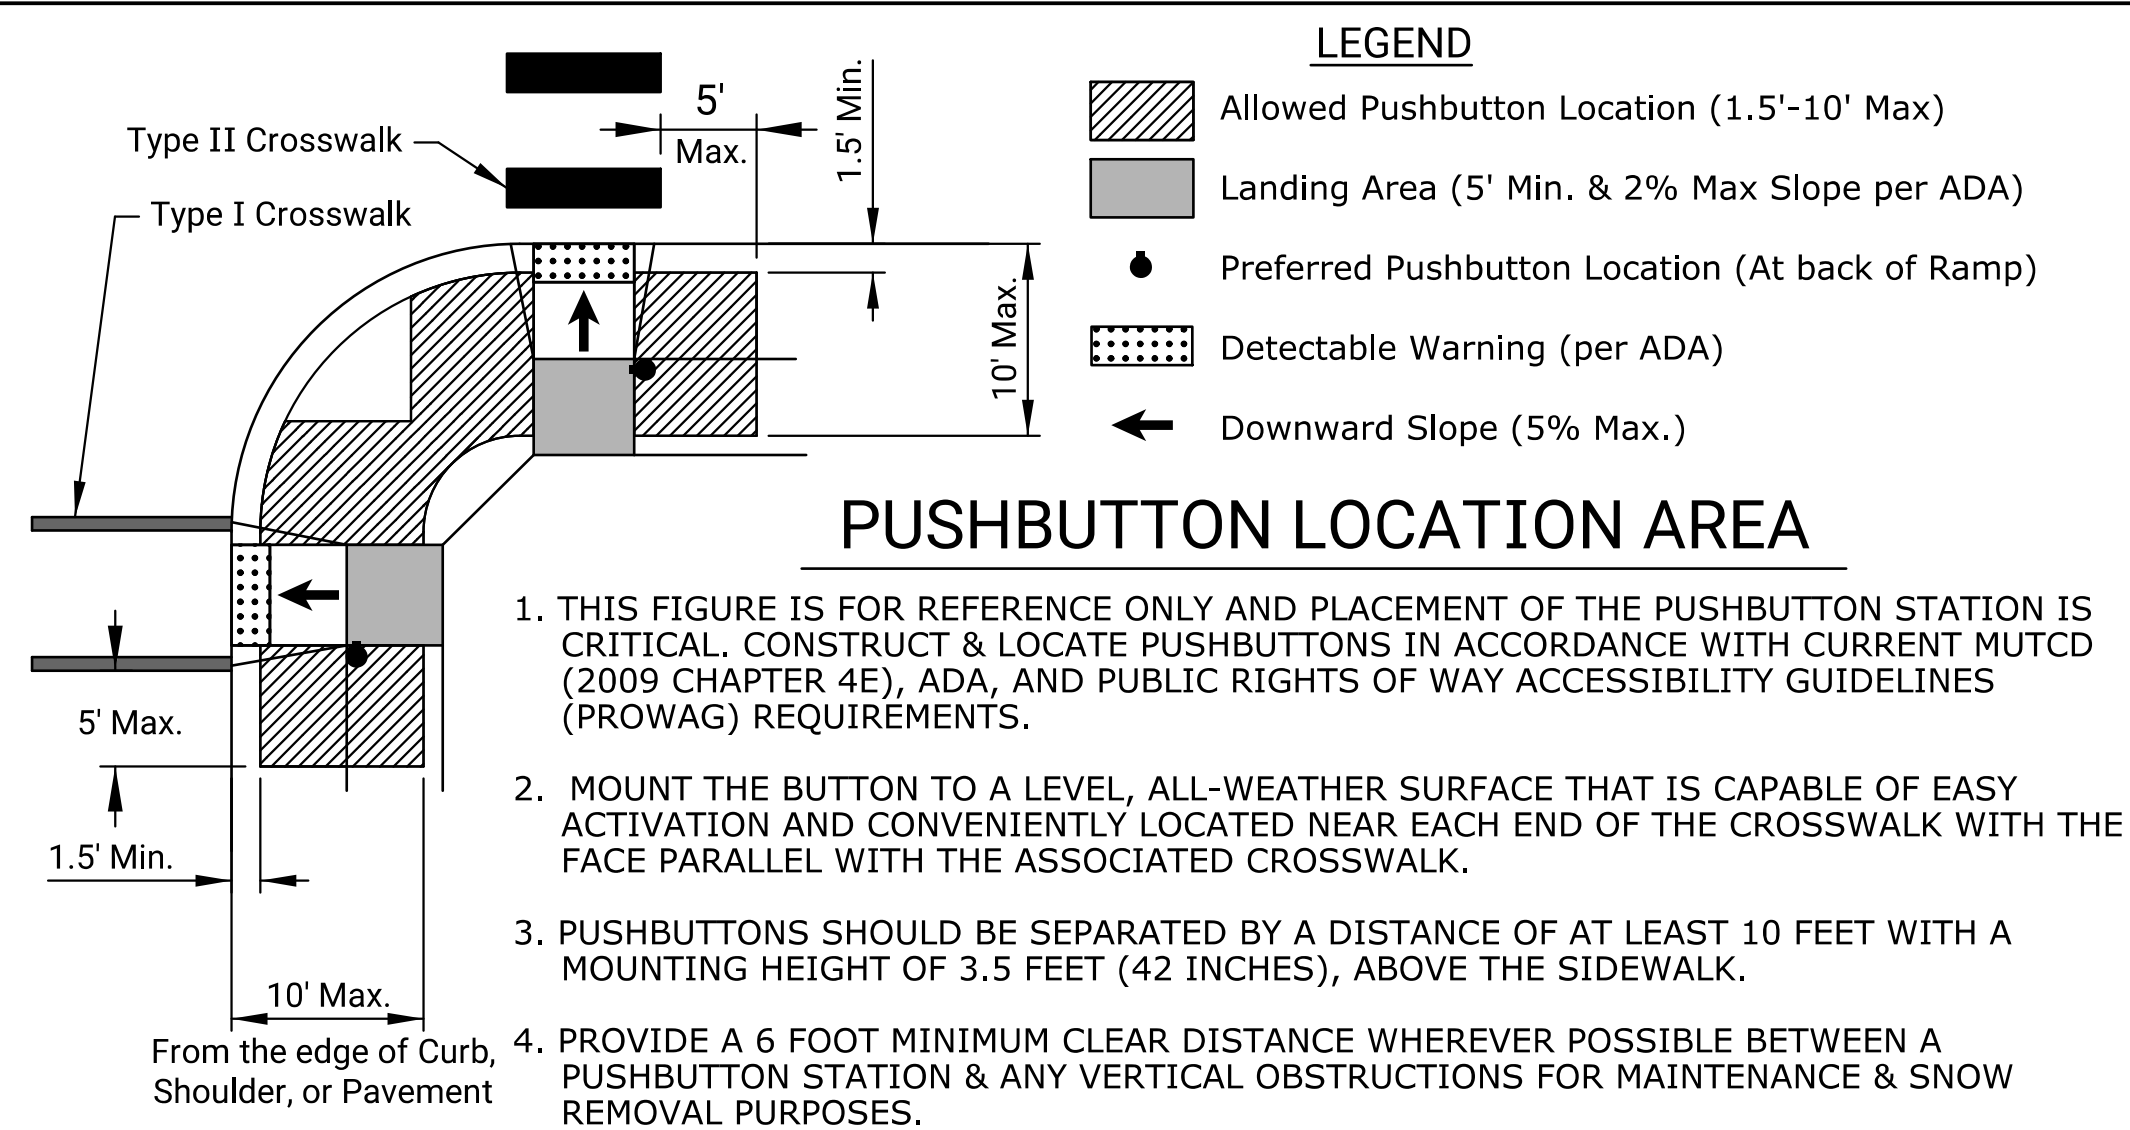 LEGEND
Allowed Pushbutton Location (1.5'-10' Max)
Landing Area (5' Min. & 2% Max Slope per ADA)
Preferred Pushbutton Location (At back of Ramp)
Detectable Warning (per ADA)
Downward Slope (5% Max.)
Type II Crosswalk
Type I Crosswalk
5'
Max.
1.5' Min.
10' Max.
5' Max.
1.5' Min.
10' Max.
From the edge of Curb,
Shoulder, or Pavement
PUSHBUTTON LOCATION AREA
1. THIS FIGURE IS FOR REFERENCE ONLY AND PLACEMENT OF THE PUSHBUTTON STATION IS
CRITICAL. CONSTRUCT & LOCATE PUSHBUTTONS IN ACCORDANCE WITH CURRENT MUTCD
(2009 CHAPTER 4E), ADA, AND PUBLIC RIGHTS OF WAY ACCESSIBILITY GUIDELINES
(PROWAG) REQUIREMENTS.
2. MOUNT THE BUTTON TO A LEVEL, ALL-WEATHER SURFACE THAT IS CAPABLE OF EASY
ACTIVATION AND CONVENIENTLY LOCATED NEAR EACH END OF THE CROSSWALK WITH THE
FACE PARALLEL WITH THE ASSOCIATED CROSSWALK.
3. PUSHBUTTONS SHOULD BE SEPARATED BY A DISTANCE OF AT LEAST 10 FEET WITH A
MOUNTING HEIGHT OF 3.5 FEET (42 INCHES), ABOVE THE SIDEWALK.
4. PROVIDE A 6 FOOT MINIMUM CLEAR DISTANCE WHEREVER POSSIBLE BETWEEN A
PUSHBUTTON STATION & ANY VERTICAL OBSTRUCTIONS FOR MAINTENANCE & SNOW
REMOVAL PURPOSES.